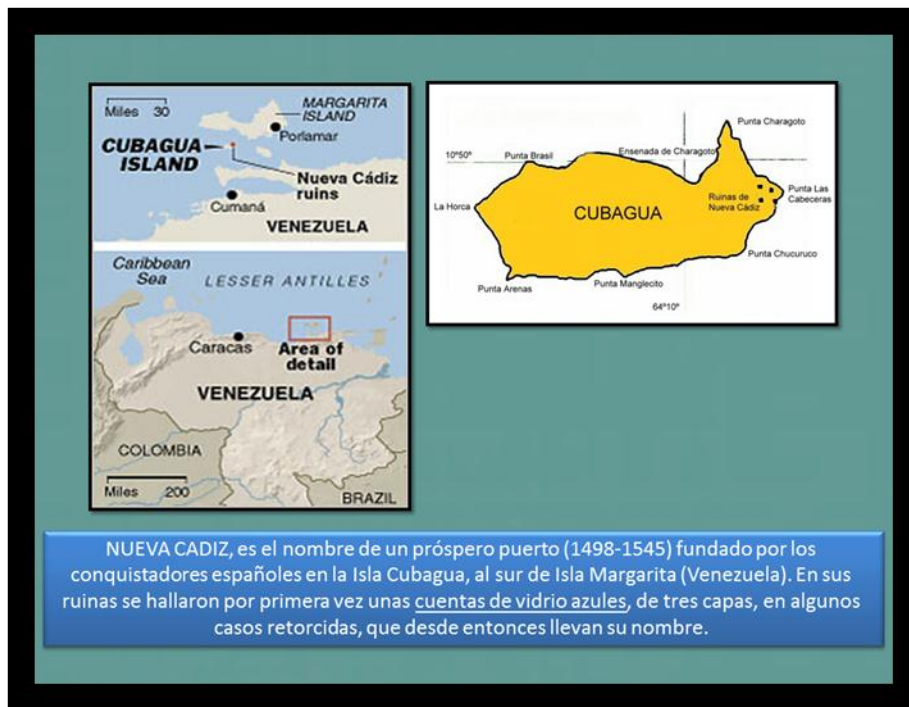 Miles 30
MARGARITA
ISLAND
Porlamar
CUBAGUA
ISLAND
Nueva Cádiz
ruins
Cumaná
VENEZUELA
Caribbean
Sea
LESSER ANTILLES
Caracas
Area of
detail
VENEZUELA
COLOMBIA
Miles 200
BRAZIL
Punta Charagoto
10º50"
Punta Brasil
Ensenada de Charagoto
Ruinas de
Nueva Cádiz
Punta Las
Cabeceras
La Horca
CUBAGUA
Punta Chucuruco
Punta Arenas
Punta Manglecito
64º10"
NUEVA CADIZ, es el nombre de un próspero puerto (1498-1545) fundado por los
conquistadores españoles en la Isla Cubagua, al sur de Isla Margarita (Venezuela). En sus
ruinas se hallaron por primera vez unas cuentas de vidrio azules, de tres capas, en algunos
casos retorcidas, que desde entonces llevan su nombre.